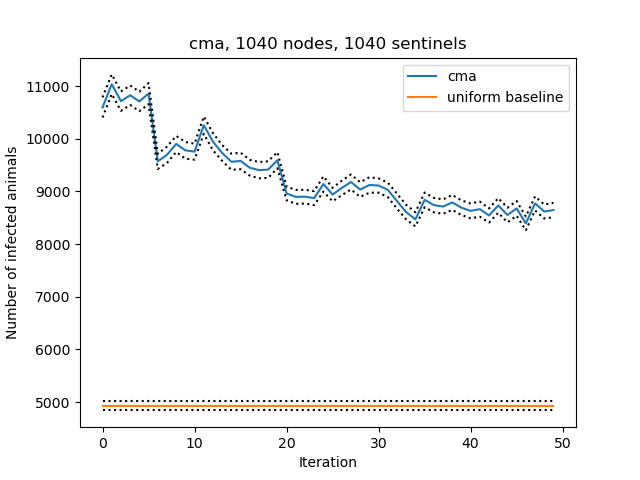 cma, 1040 nodes, 1040 sentinels
cma
uniform baseline
Number of infected animals
11000
10000
9000
8000
7000
6000
5000
0 10 20 30 40 50
Iteration